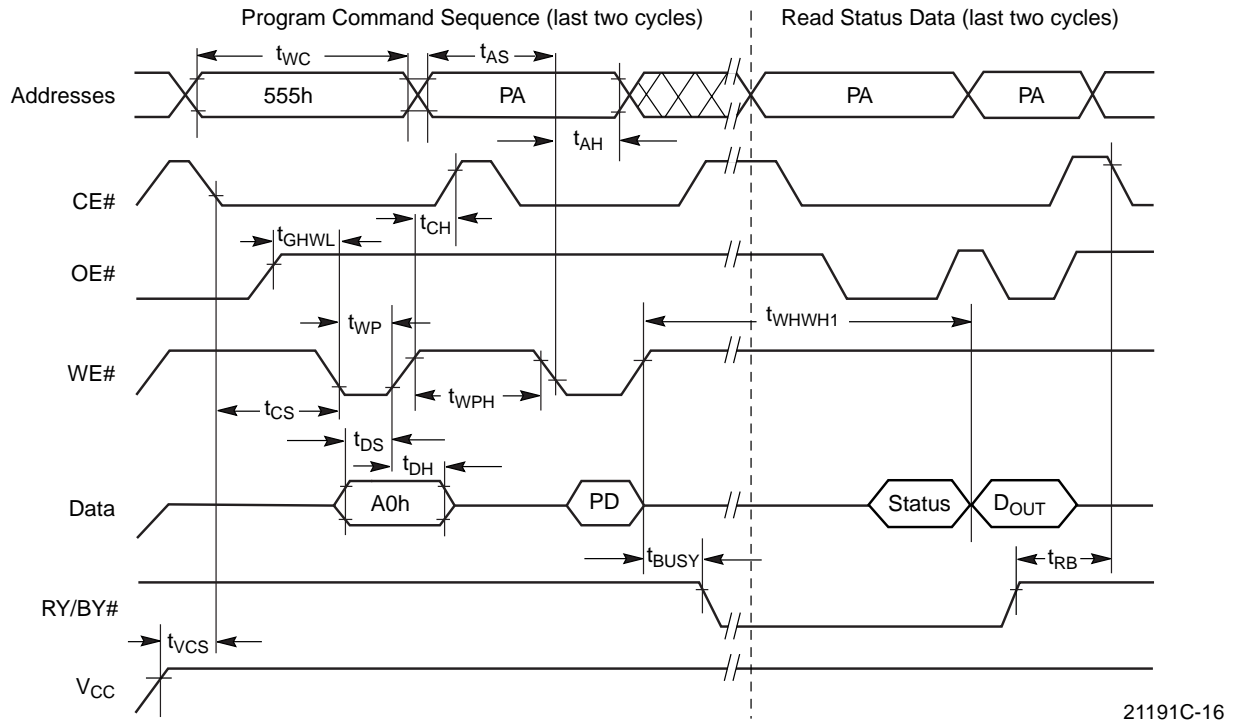 Program Command Sequence (last two cycles) Read Status Data (last two cycles)
tWC tAS
Addresses 555h PA PA PA
tAH
CE#
tCH
tGHWL
OE#
tWP tWHWH1
WE#
tCS tWPH
tDS
tDH
Data A0h PD Status DOUT
tBUSY tRB
RY/BY#
tVCS
VCC
21191C-16